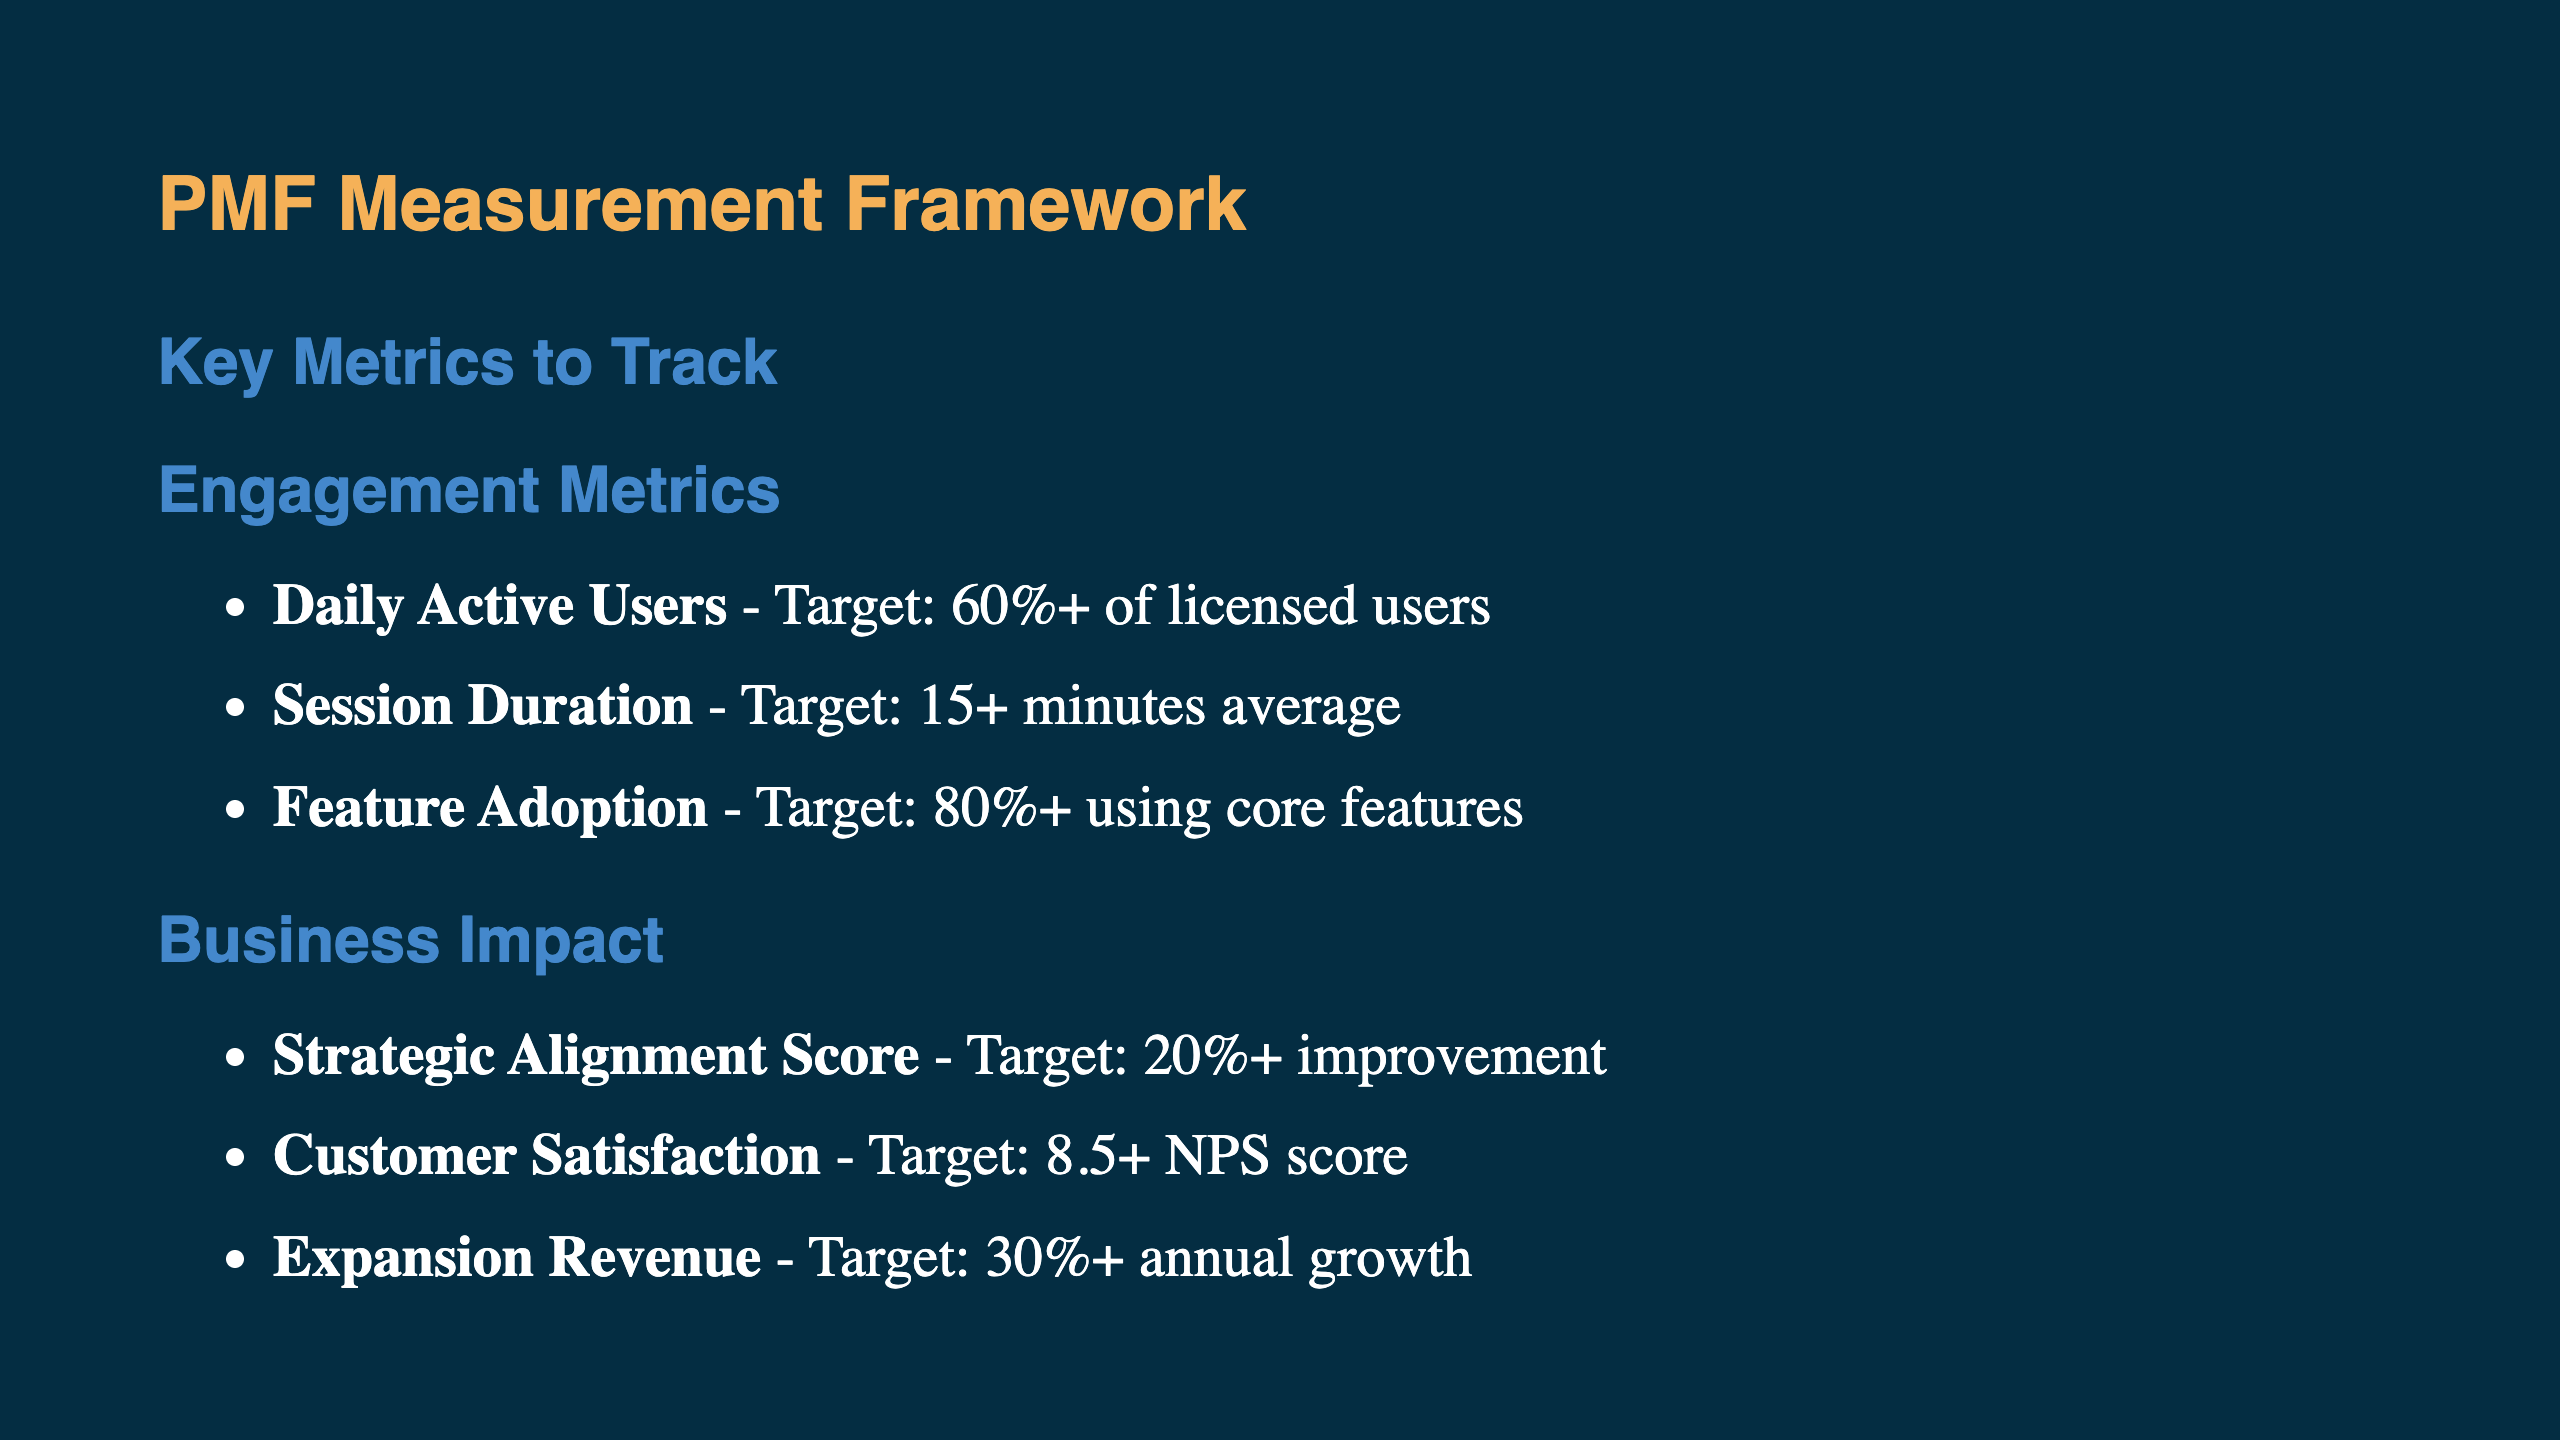 PMF Measurement Framework
Key Metrics to Track
Engagement Metrics
• Daily Active Users - Target: 60%+ of licensed users
• Session Duration - Target: 15+ minutes average
• Feature Adoption - Target: 80%+ using core features
Business Impact
• Strategic Alignment Score - Target: 20%+ improvement
• Customer Satisfaction - Target: 8.5+ NPS score
• Expansion Revenue - Target: 30%+ annual growth